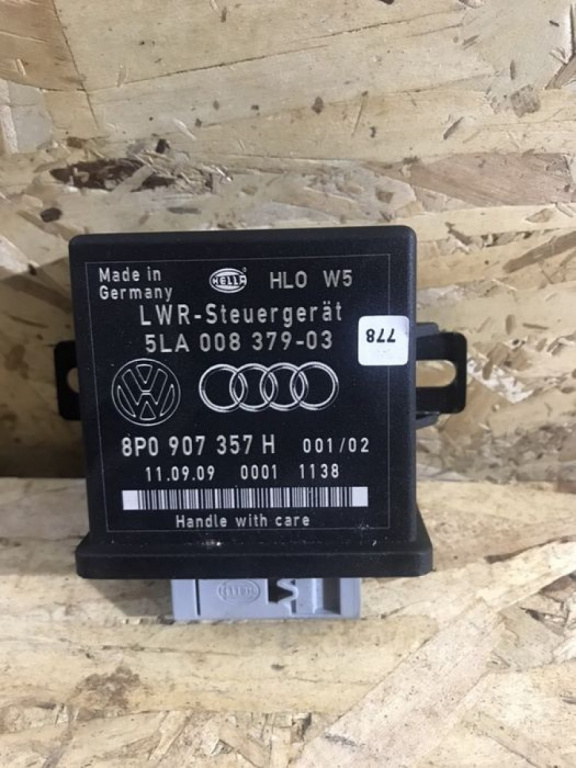 Made in
Germany
HELLA
HLO W5
LWR-Steuergerät
5LA 008 379-03
778
8P0 907 357 H 001/02
11.09.09 0001 1138
Handle with care
HELLA